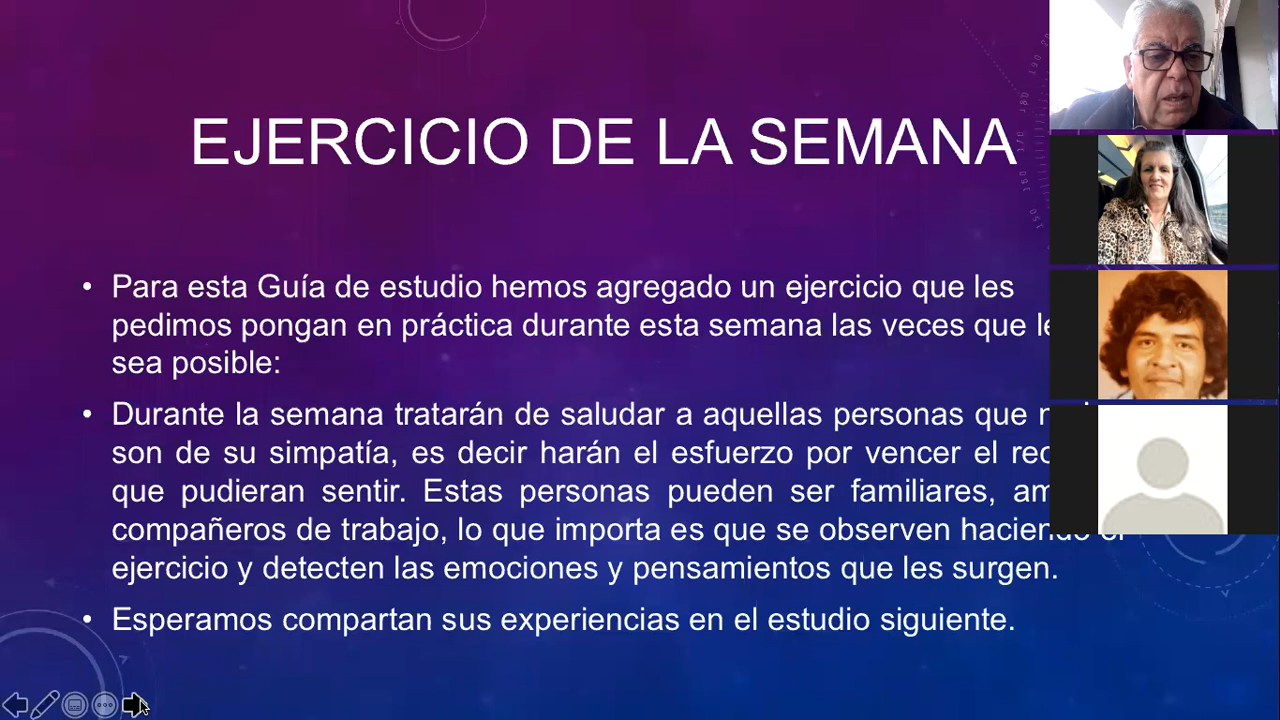 EJERCICIO DE LA SEMANA
• Para esta Guía de estudio hemos agregado un ejercicio que les
pedimos pongan en práctica durante esta semana las veces que
sea posible:
• Durante la semana tratarán de saludar a aquellas personas que
son de su simpatía, es decir harán el esfuerzo por vencer el
que pudieran sentir. Estas personas pueden ser familiares,
compañeros de trabajo, lo que importa es que se observen haciendo el
ejercicio y detecten las emociones y pensamientos que les surgen.
• Esperamos compartan sus experiencias en el estudio siguiente.